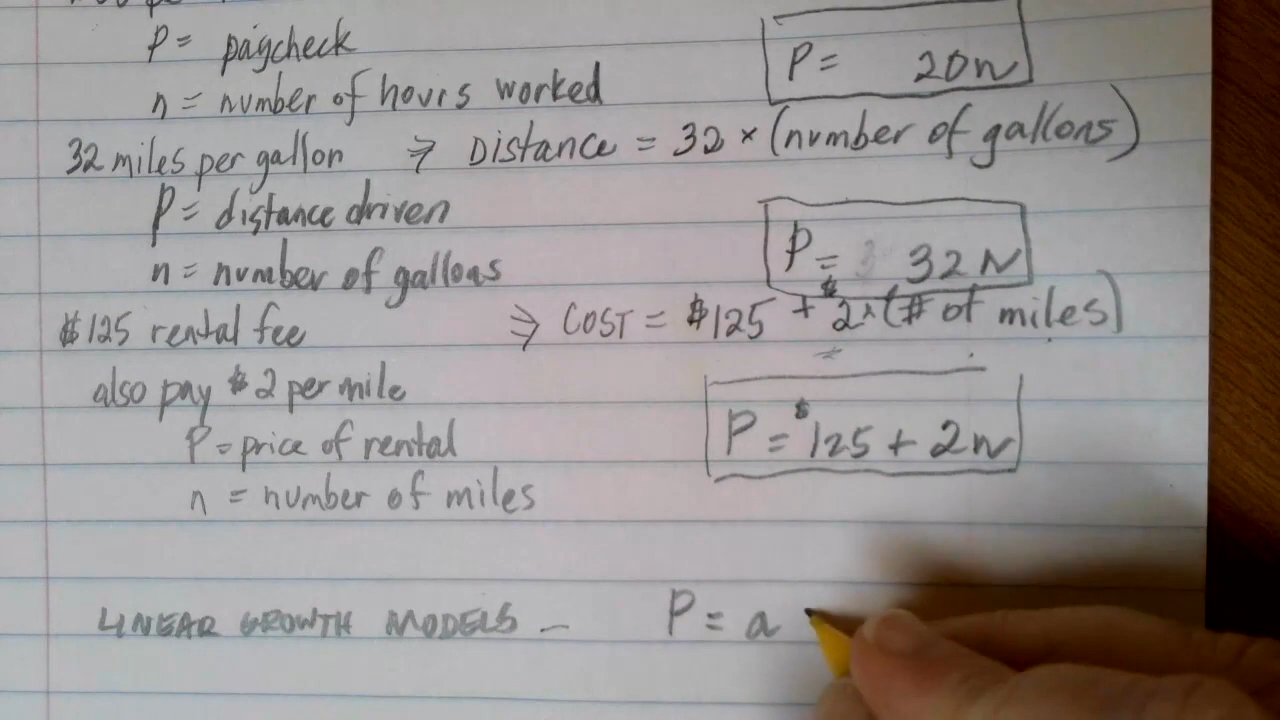 P = paycheck
P = 20n
n = number of hours worked
32 miles per gallon ⇒ Distance = 32 × (number of gallons)
P = distance driven
P = 32n
n = number of gallons
$125 rental fee ⇒ COST = $125 + $2 × (# of miles)
also pay $2 per mile
P = $125 + 2n
P = price of rental
n = number of miles
LINEAR GROWTH MODELS – P = a